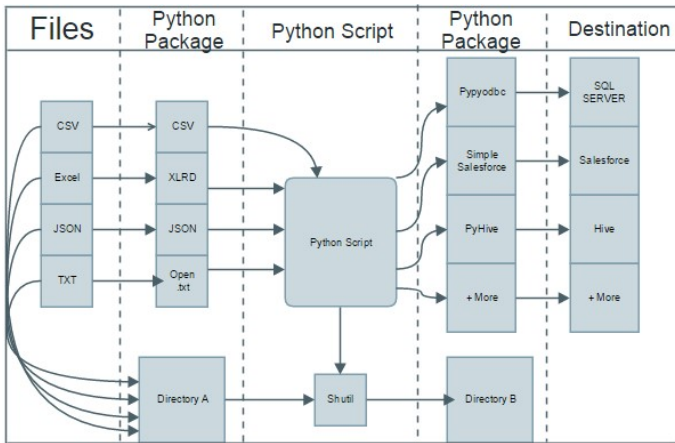 Files
Python
Package
Python Script
Python
Package
Destination
CSV
Excel
JSON
TXT
CSV
XLRD
JSON
Open
.txt
Python Script
Pypyodbc
Simple
Salesforce
PyHive
+ More
SQL
SERVER
Salesforce
Hive
+ More
Directory A
Shutil
Directory B